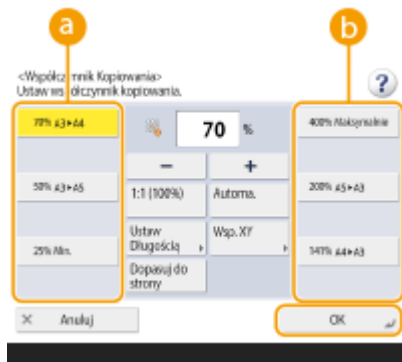 a
b
<Współczynnik Kopiowania>
Ustaw współczynnik kopiowania.
?
70% A3►A4
70 %
400% Maksymalnie
−
+
50% A3►A5
1:1 (100%)
Automa.
200% A5►A3
Ustaw
Długością
Wsp. XY
25% Min.
141% A4►A3
Dopasuj do
strony
× Anuluj
OK